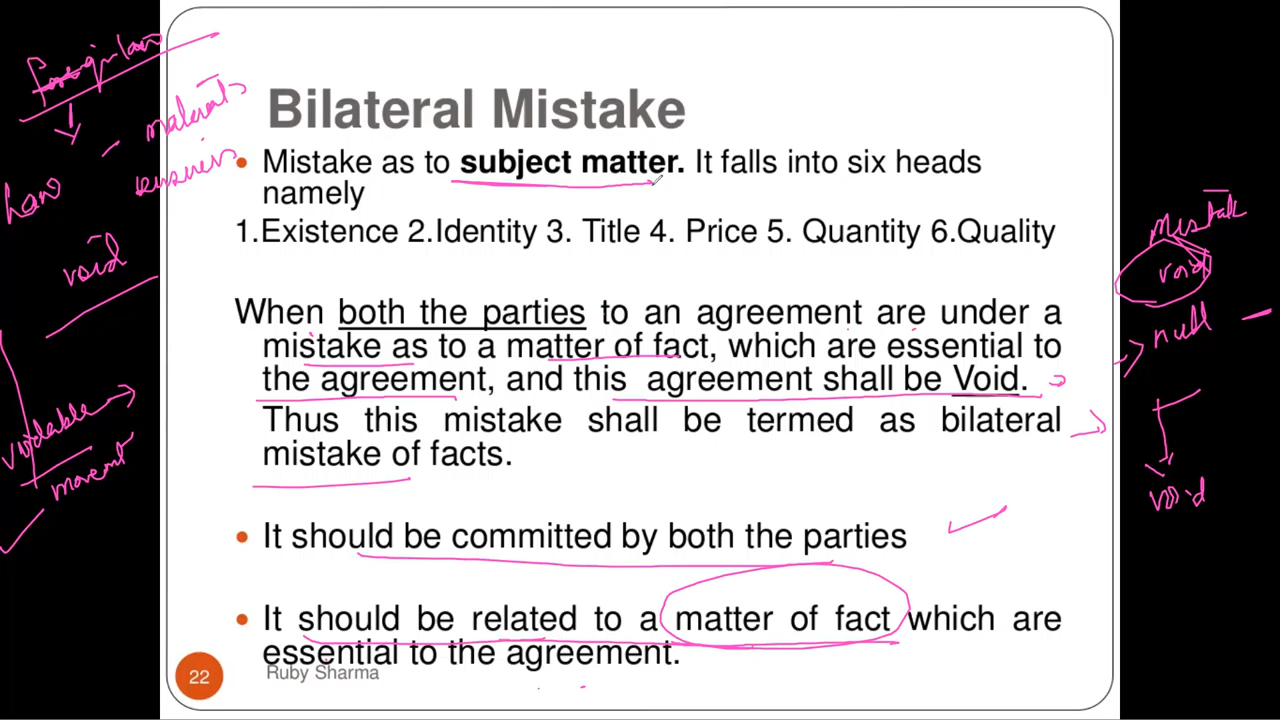 Bilateral Mistake
• Mistake as to subject matter. It falls into six heads
namely
1.Existence 2.Identity 3. Title 4. Price 5. Quantity 6.Quality
When both the parties to an agreement are under a
mistake as to a matter of fact, which are essential to
the agreement, and this agreement shall be Void.
Thus this mistake shall be termed as bilateral
mistake of facts.
• It should be committed by both the parties
• It should be related to a matter of fact which are
essential to the agreement.
22
Ruby Sharma
void
voidable
void
null
void